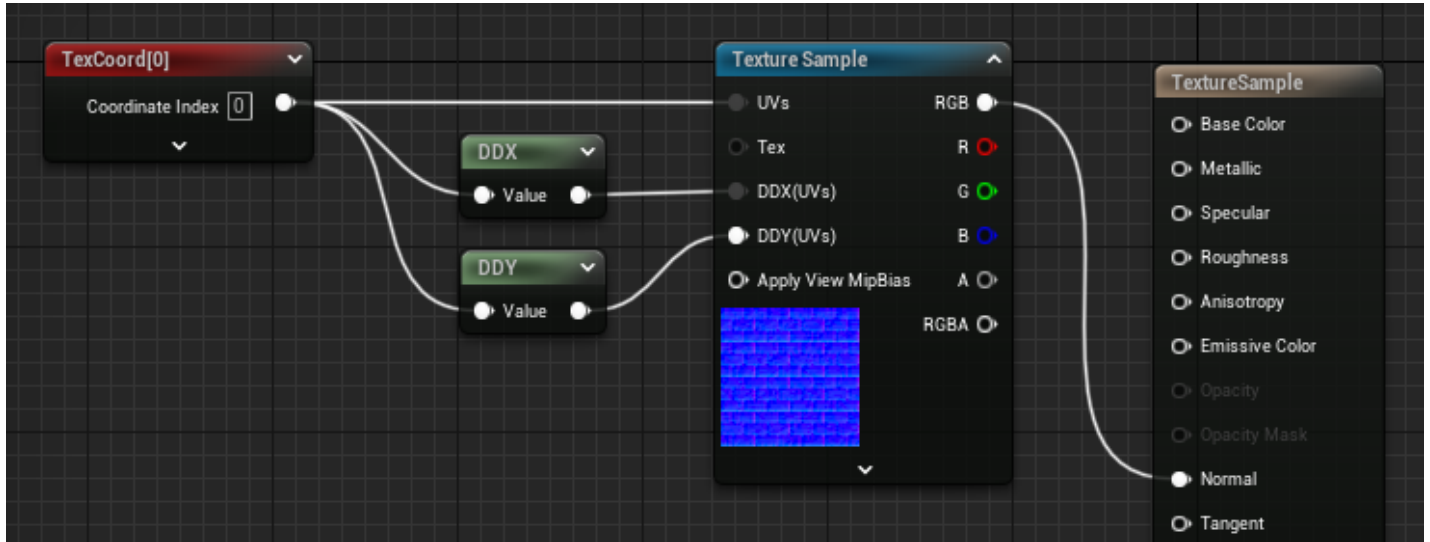 TexCoord[0]
Coordinate Index 0
DDX
Value
DDY
Value
Texture Sample
UVs RGB
Tex R
DDX(UVs) G
DDY(UVs) B
Apply View MipBias A
RGBA
TextureSample
Base Color
Metallic
Specular
Roughness
Anisotropy
Emissive Color
Opacity
Opacity Mask
Normal
Tangent